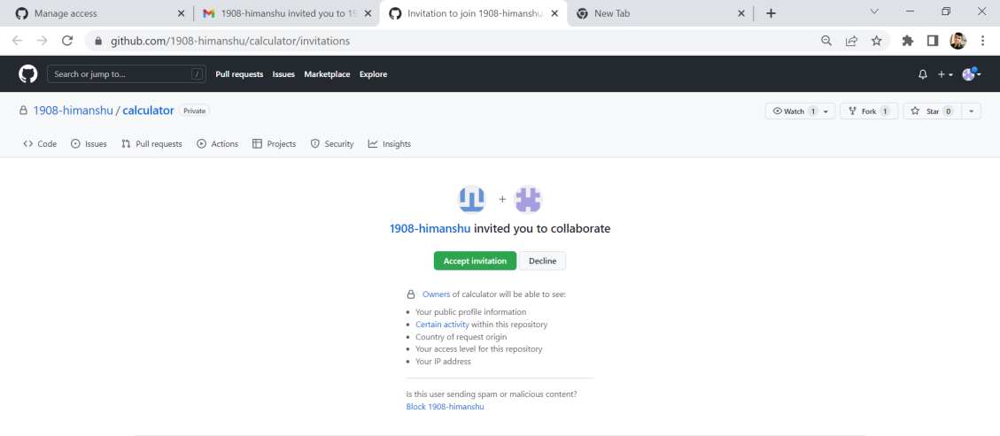 Manage access
1908-himanshu invited you to 19
Invitation to join 1908-himanshu
New Tab
github.com/1908-himanshu/calculator/invitations
Search or jump to... /
Pull requests Issues Marketplace Explore
1908-himanshu / calculator Private
Watch 1 Fork 1 Star 0
Code Issues Pull requests Actions Projects Security Insights
1908-himanshu invited you to collaborate
Accept invitation Decline
Owners of calculator will be able to see:
Your public profile information
Certain activity within this repository
Country of request origin
Your access level for this repository
Your IP address
Is this user sending spam or malicious content?
Block 1908-himanshu